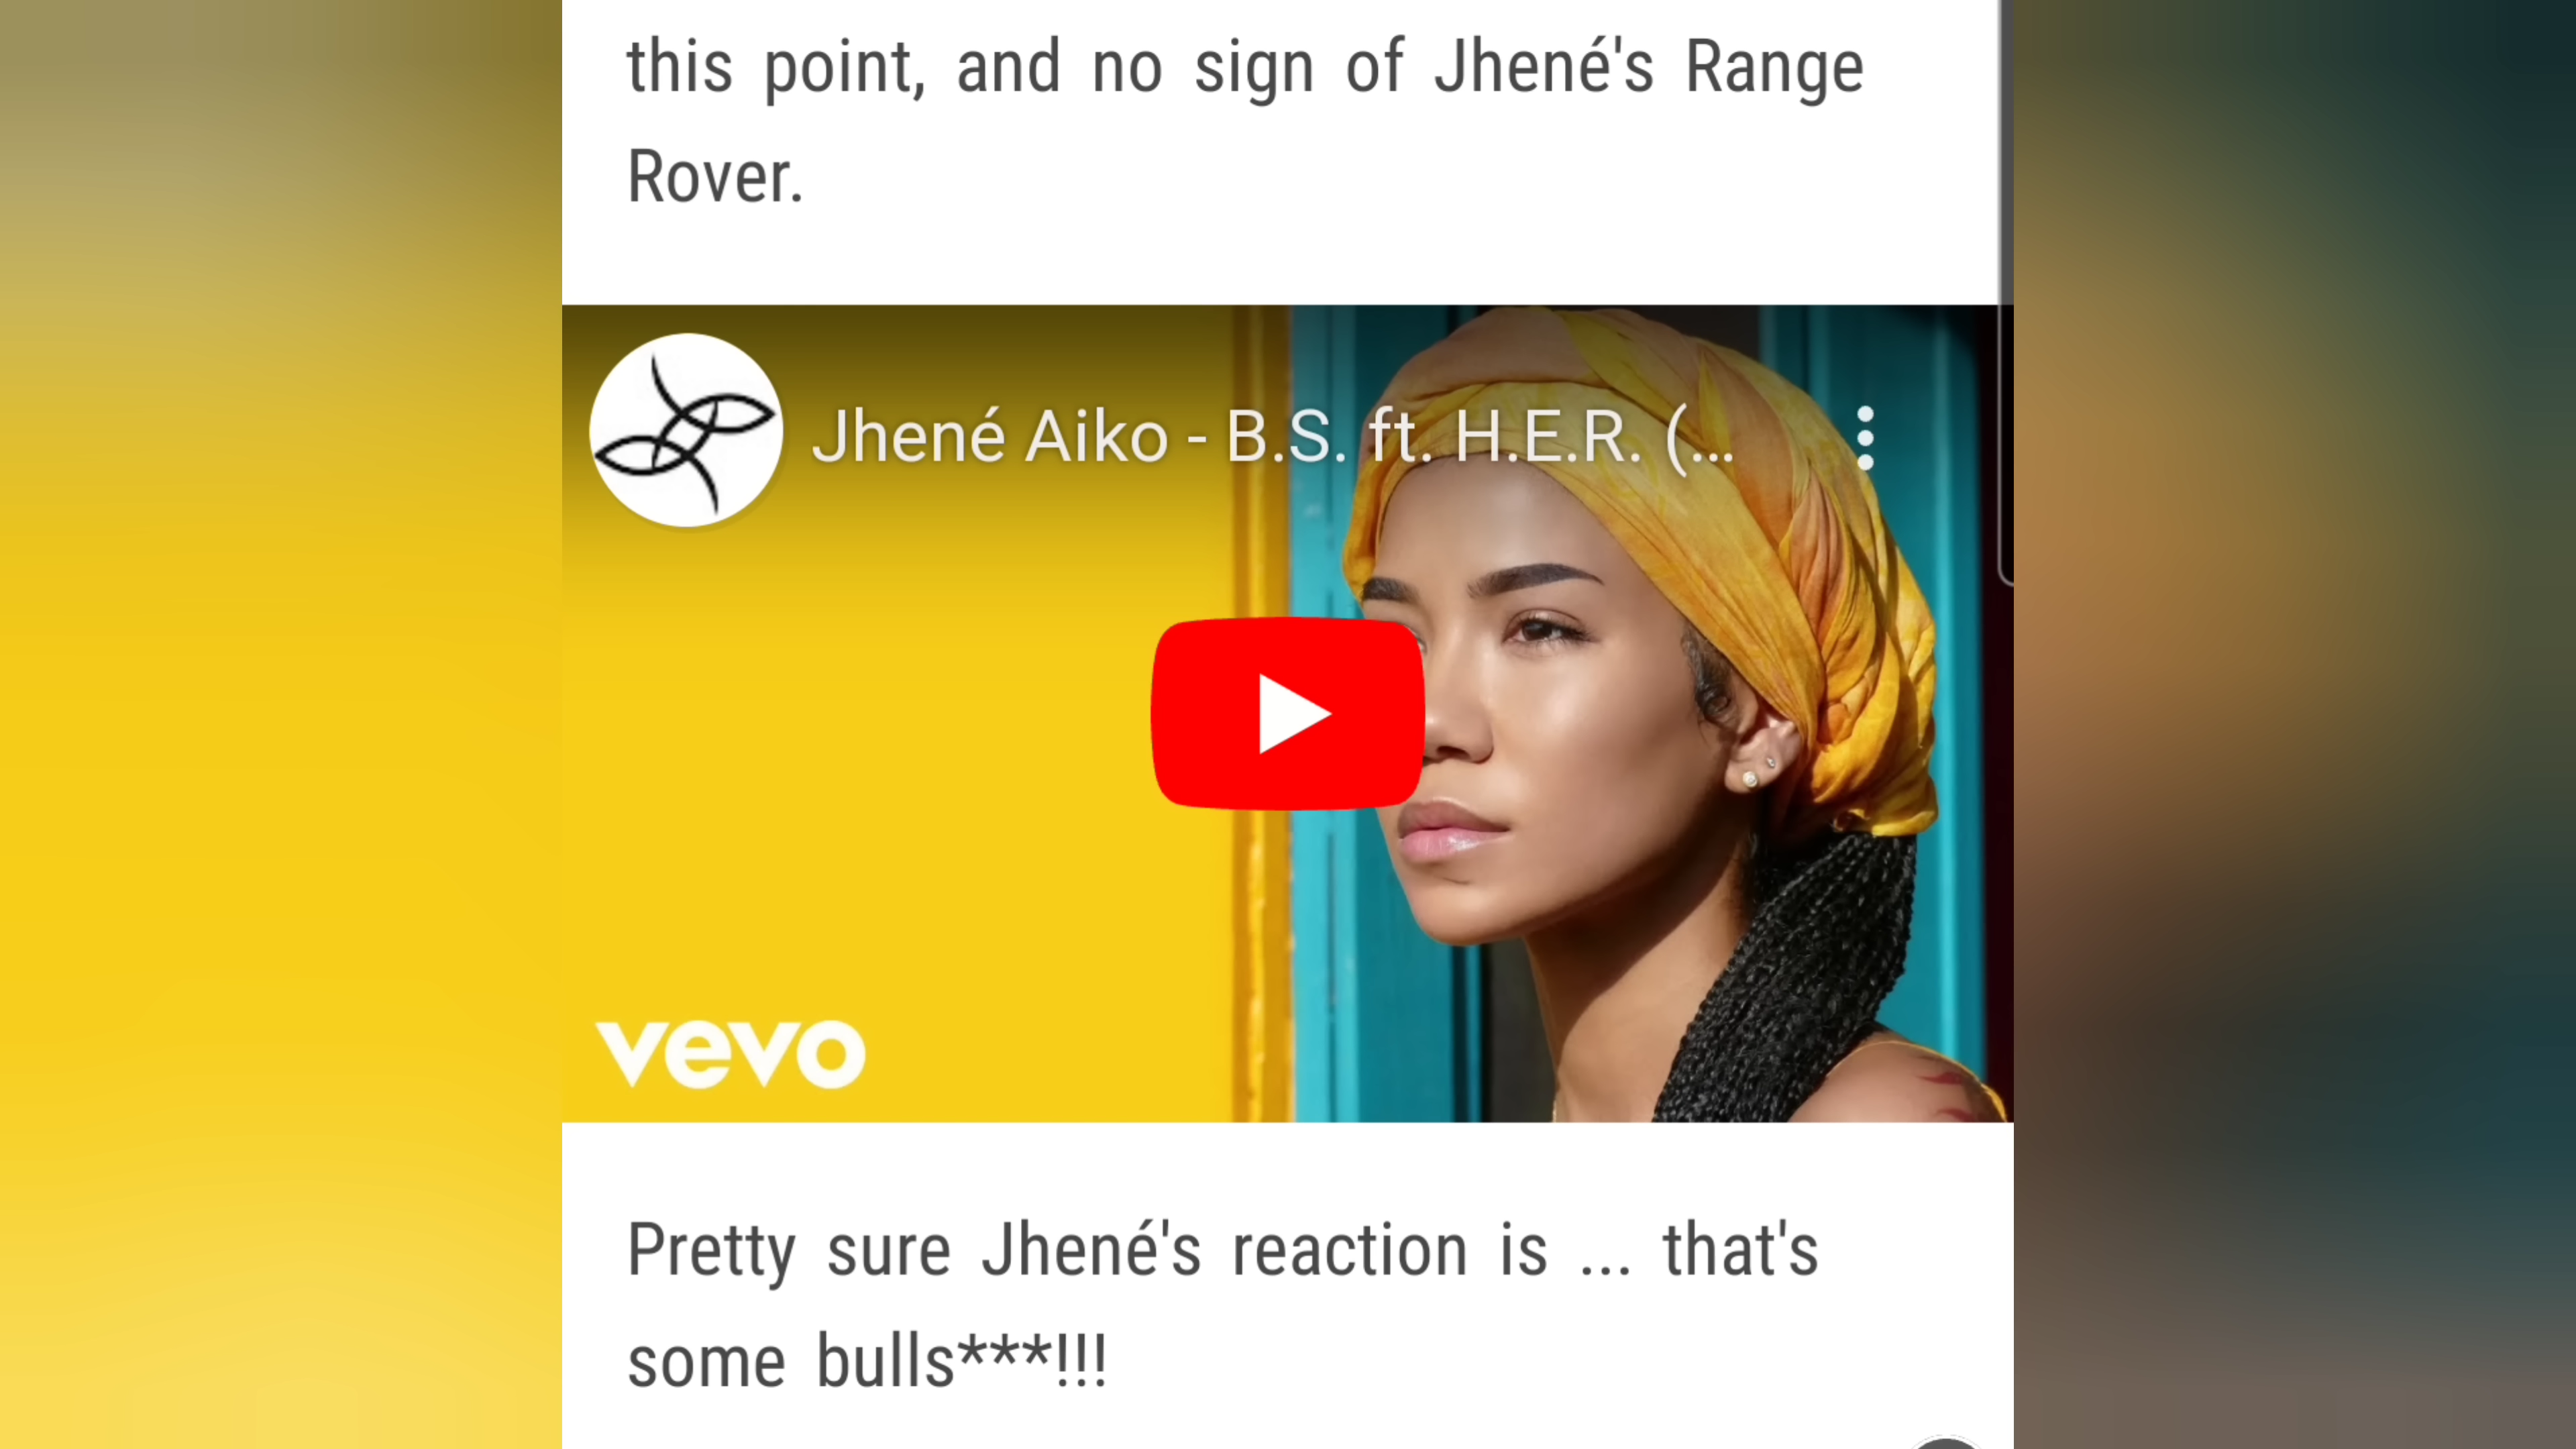 this point, and no sign of Jhené's Range
Rover.
Jhené Aiko - B.S. ft. H.E.R. (...
vevo
Pretty sure Jhené's reaction is ... that's
some bulls***!!!